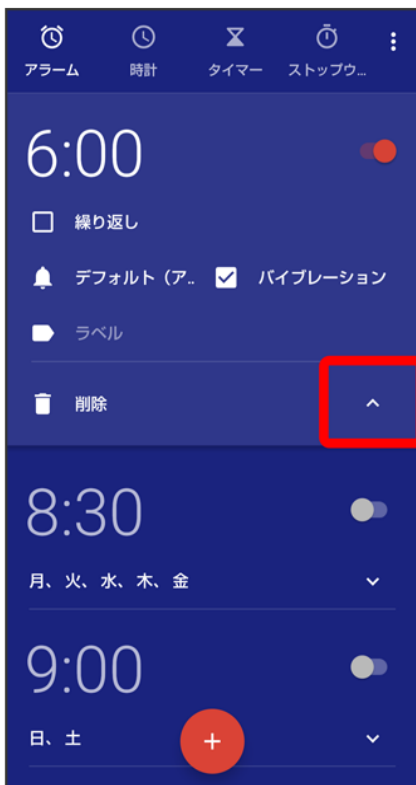 アラーム 時計 タイマー ストップウ...
6:00
繰り返し
デフォルト（ア.. バイブレーション
ラベル
削除
8:30
月、火、水、木、金
9:00
日、土